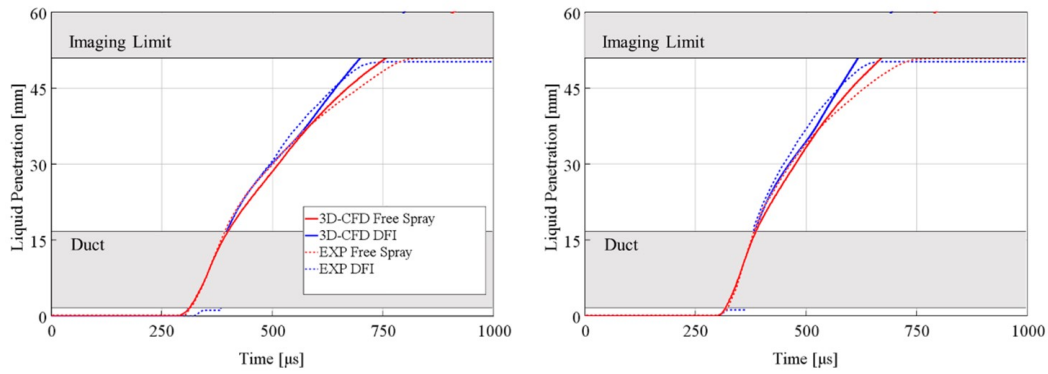 60
Imaging Limit
45
30
Liquid Penetration [mm]
3D-CFD Free Spray
3D-CFD DFI
EXP Free Spray
EXP DFI
15
Duct
0
0
250
500
750
1000
Time [μs]
60
Imaging Limit
45
30
Liquid Penetration [mm]
15
Duct
0
0
250
500
750
1000
Time [μs]